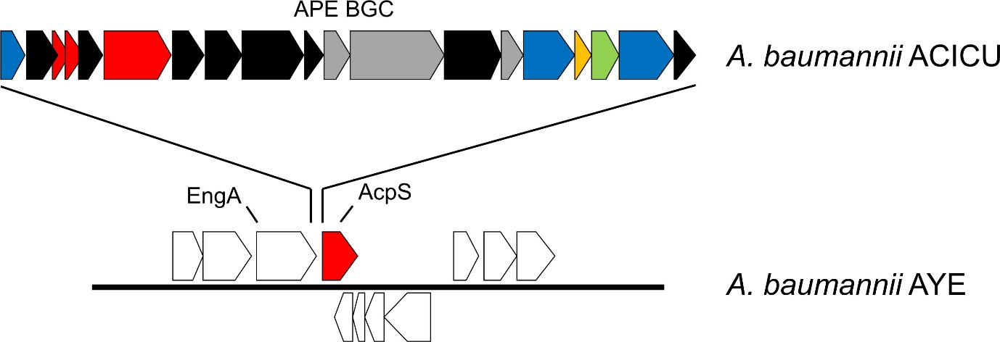 APE BGC
A. baumannii ACICU
EngA
AcpS
A. baumannii AYE